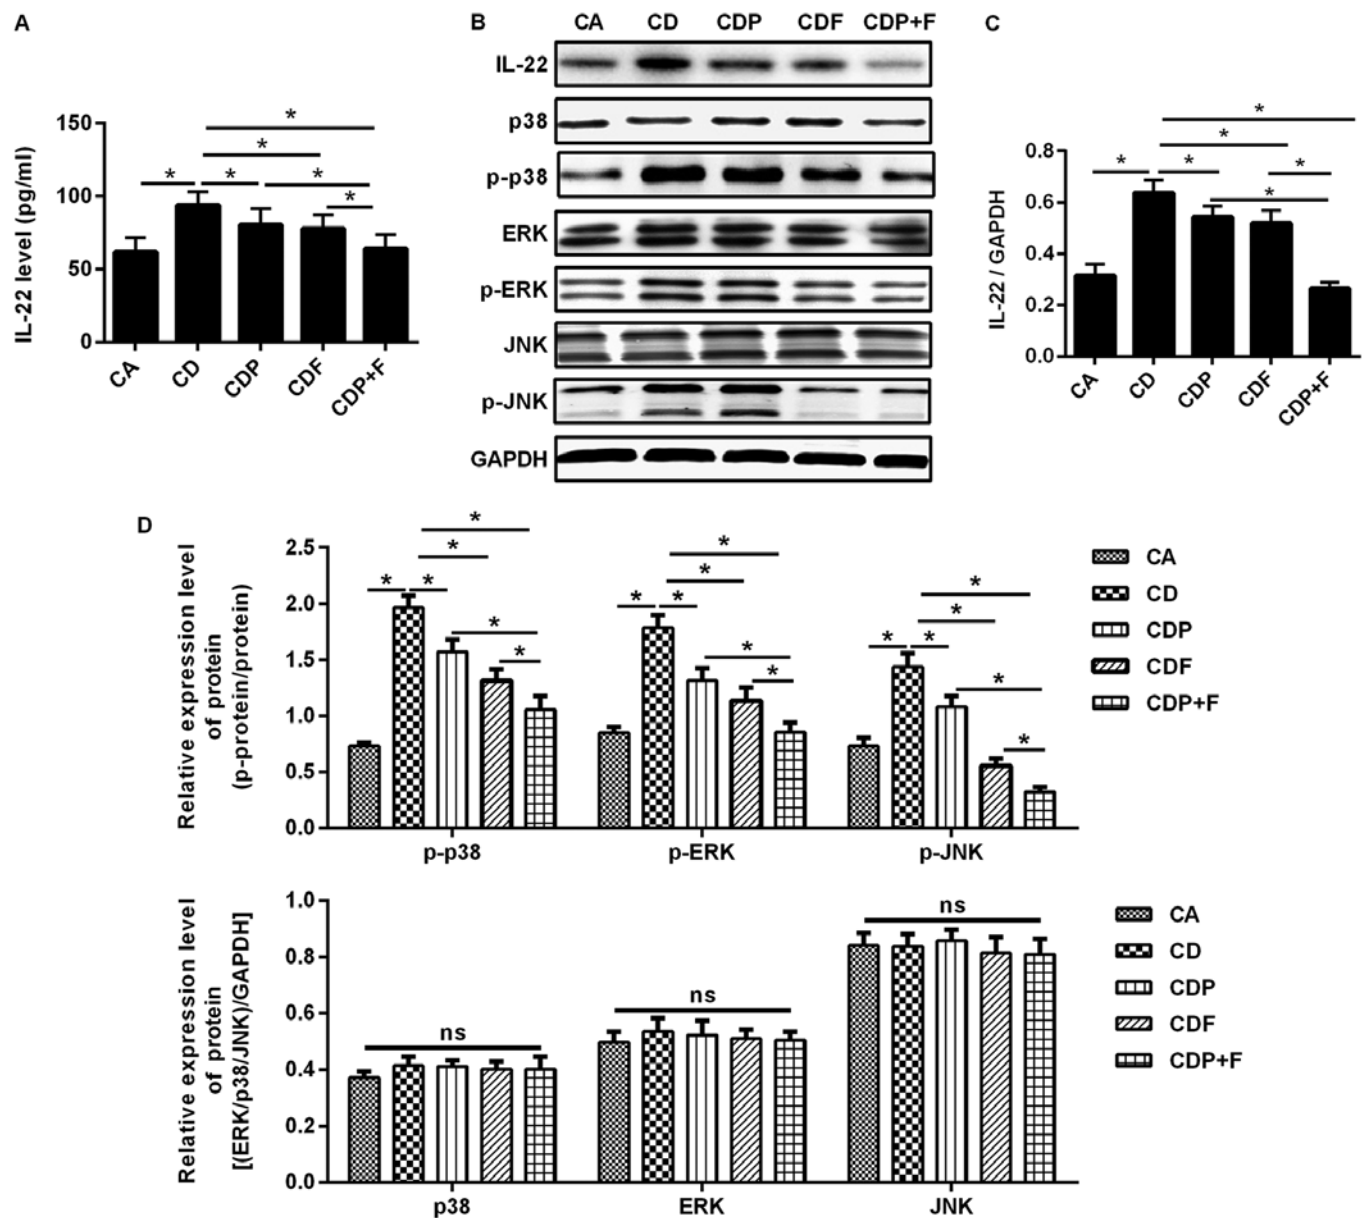 A
IL-22 level (pg/ml)
150
100
50
0
* * *
* *
*
*
CA CD CDP CDF CDP+F
B
CA CD CDP CDF CDP+F
IL-22
p38
p-p38
ERK
p-ERK
JNK
p-JNK
GAPDH
C
IL-22 / GAPDH
0.8
0.6
0.4
0.2
0.0
*
*
* * *
*
CA CD CDP CDF CDP+F
D
Relative expression level
of protein
(p-protein/protein)
2.5
2.0
1.5
1.0
0.5
0.0
*
*
* *
*
*
*
*
* *
*
*
*
*
* *
*
*
p-p38 p-ERK p-JNK
CA
CD
CDP
CDF
CDP+F
Relative expression level
of protein
[(ERK/p38/JNK)/GAPDH]
1.0
0.8
0.6
0.4
0.2
0.0
ns
ns
ns
p38 ERK JNK
CA
CD
CDP
CDF
CDP+F